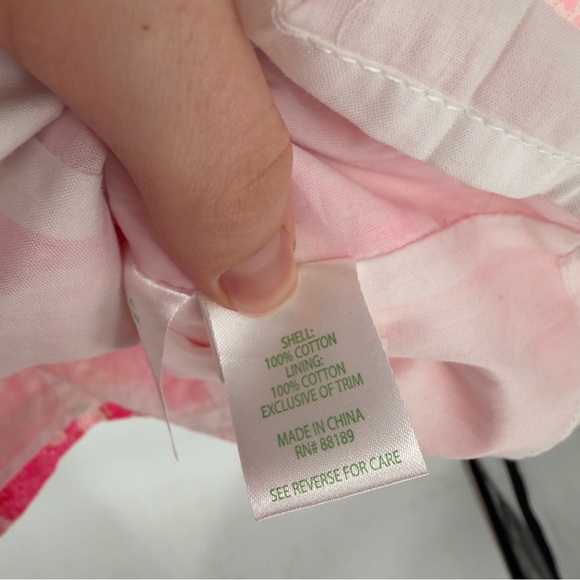 SHELL:
100% COTTON
LINING:
100% COTTON
EXCLUSIVE OF TRIM
MADE IN CHINA
RN# 88189
SEE REVERSE FOR CARE